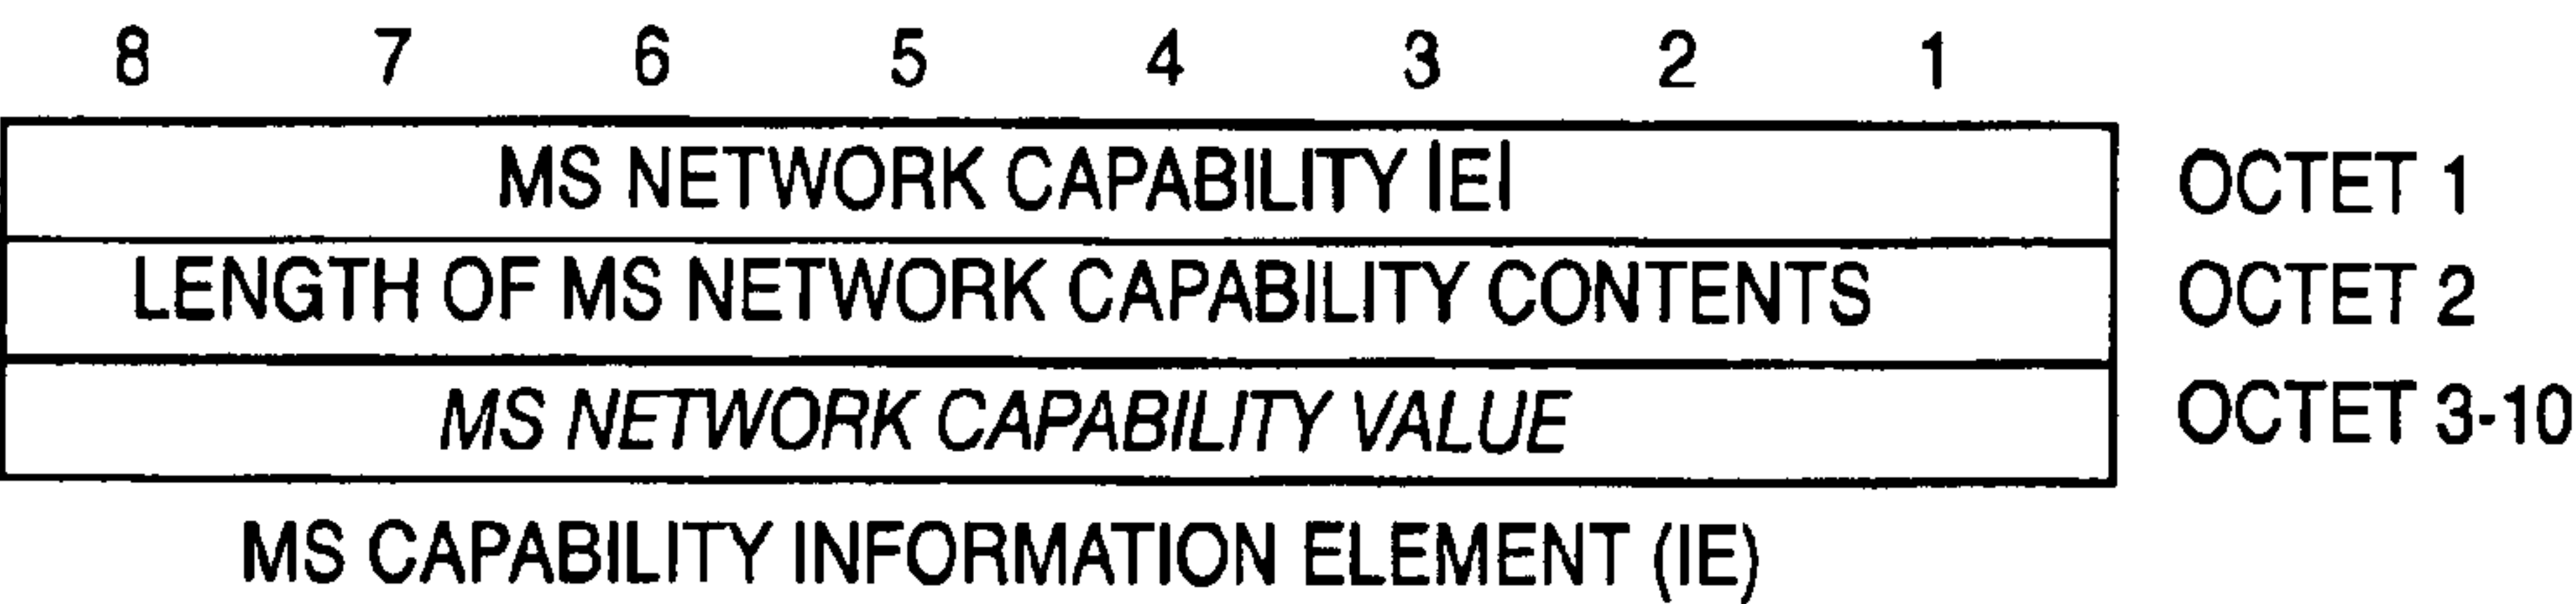 8 7 6 5 4 3 2 1
MS NETWORK CAPABILITY IEI OCTET 1
LENGTH OF MS NETWORK CAPABILITY CONTENTS OCTET 2
MS NETWORK CAPABILITY VALUE OCTET 3-10
MS CAPABILITY INFORMATION ELEMENT (IE)